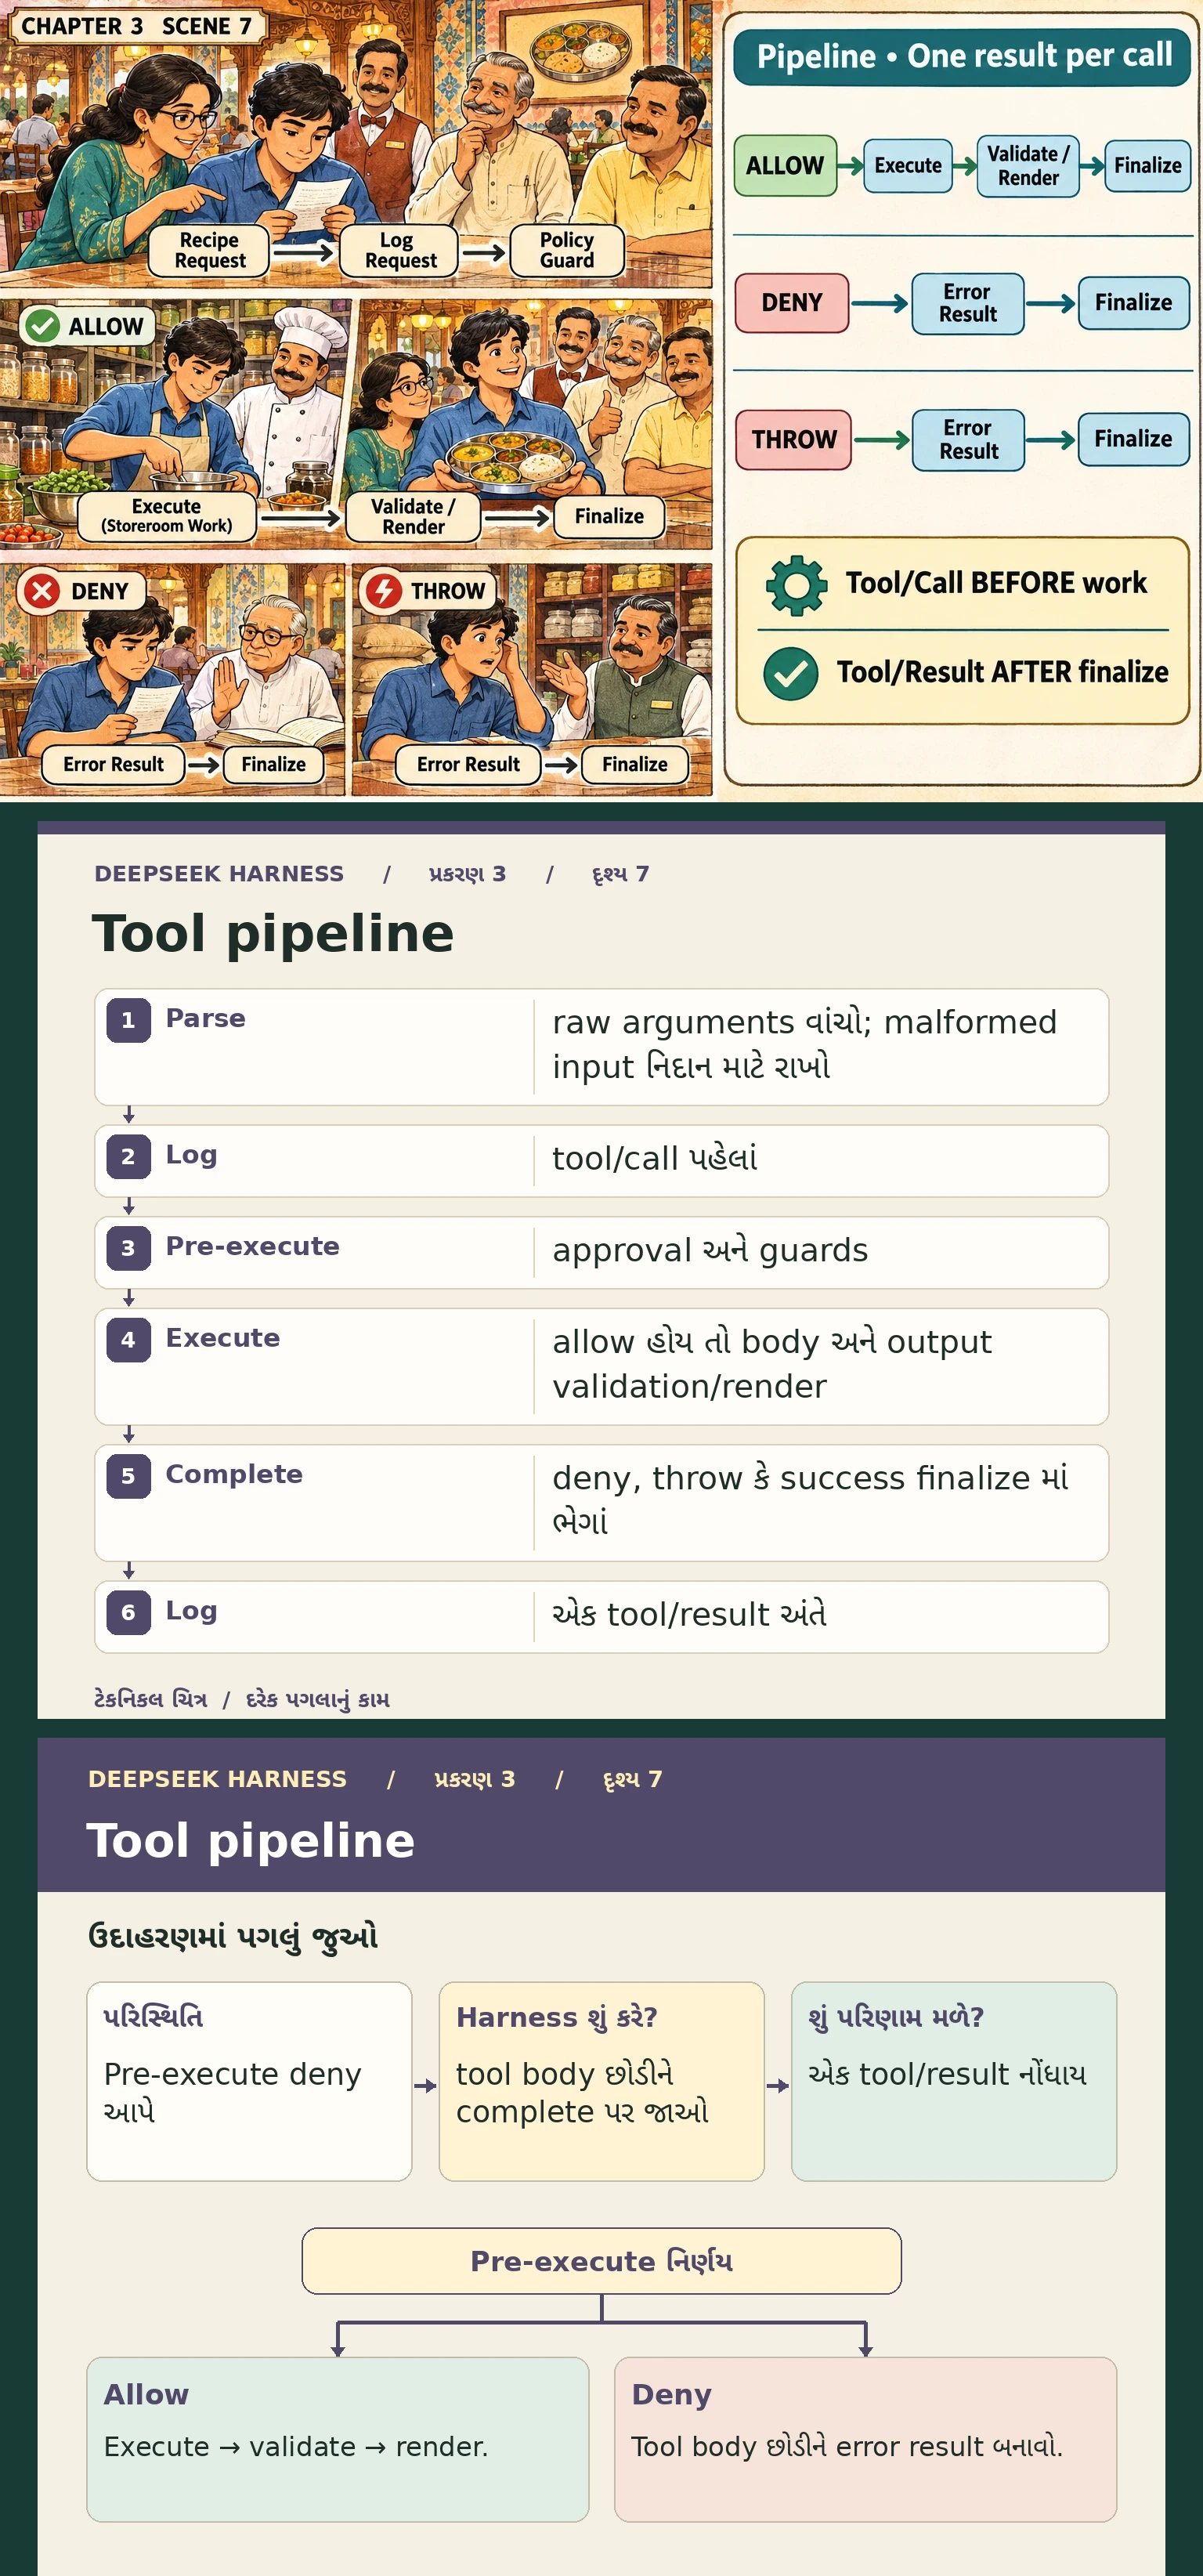 CHAPTER 3 SCENE 7
Recipe
Request
Log
Request
Policy
Guard
ALLOW
Execute
(Storeroom Work)
Validate /
Render
Finalize
DENY
Error Result
Finalize
THROW
Error Result
Finalize
Pipeline • One result per call
ALLOW
Execute
Validate /
Render
Finalize
DENY
Error
Result
Finalize
THROW
Error
Result
Finalize
Tool/Call BEFORE work
Tool/Result AFTER finalize
DEEPSEEK HARNESS / પ્રકરણ 3 / દૃશ્ય 7
Tool pipeline
1 Parse
raw arguments વાંચો; malformed
input નિદાન માટે રાખો
2 Log
tool/call પહેલાં
3 Pre-execute
approval અને guards
4 Execute
allow હોય તો body અને output
validation/render
5 Complete
deny, throw કે success finalize માં
ભેગાં
6 Log
એક tool/result અંતે
ટેકનિકલ ચિત્ર / દરેક પગલાનું કામ
DEEPSEEK HARNESS / પ્રકરણ 3 / દૃશ્ય 7
Tool pipeline
ઉદાહરણમાં પગલું જુઓ
પરિસ્થિતિ
Pre-execute deny
આપે
Harness શું કરે?
tool body છોડીને
complete પર જાઓ
શું પરિણામ મળે?
એક tool/result નોંધાય
Pre-execute નિર્ણય
Allow
Execute → validate → render.
Deny
Tool body છોડીને error result બનાવો.